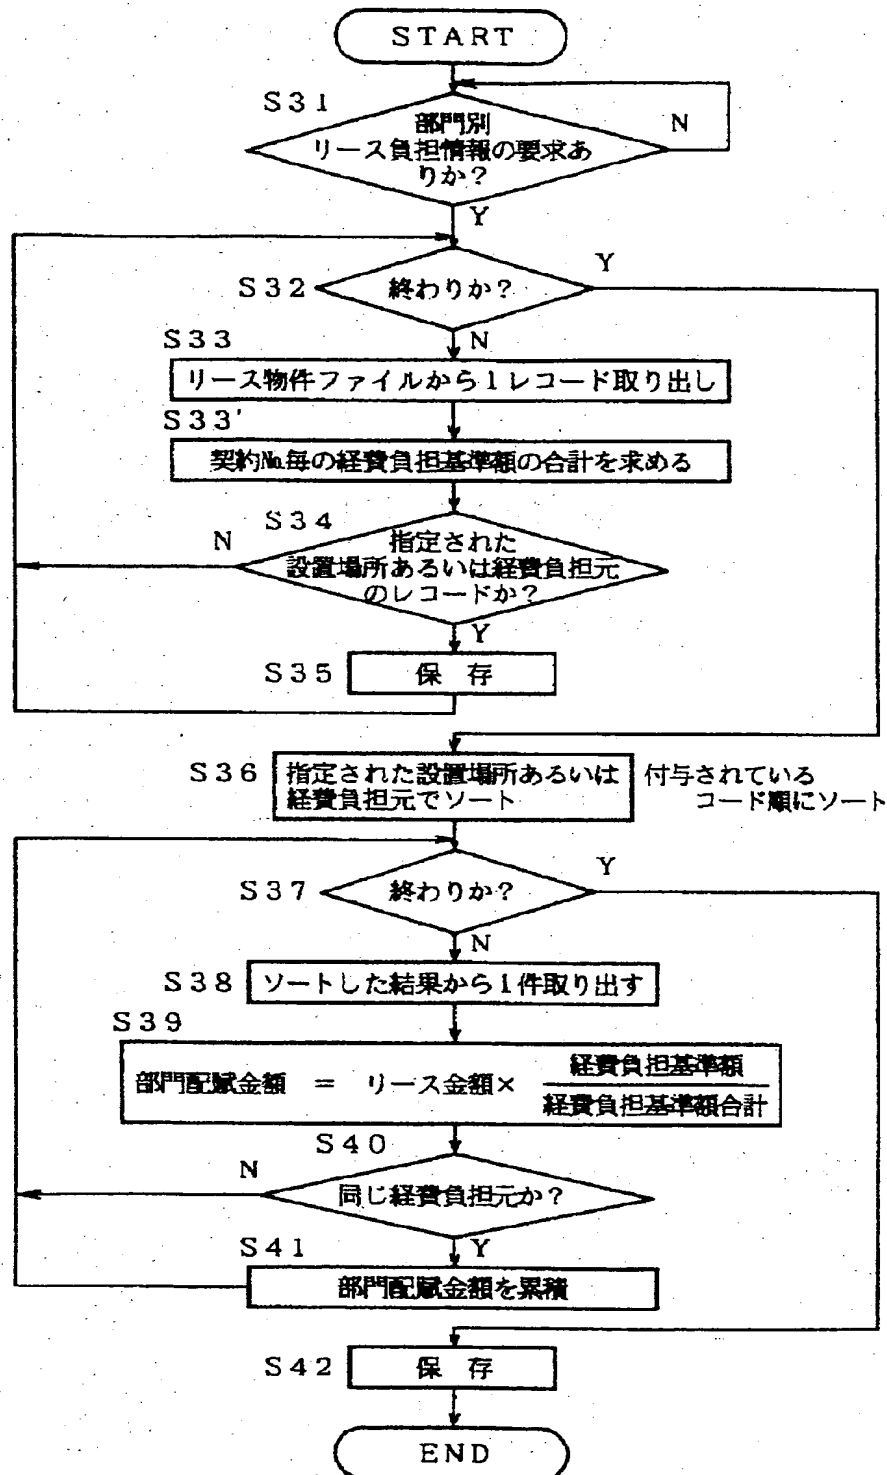 START
S31
部門別
リース負担情報の要求あ
りか?
N
Y
S32
終わりか?
Y
N
S33
リース物件ファイルから1レコード取り出し
S33'
契約№毎の経費負担基準額の合計を求める
S34
N
指定された
設置場所あるいは経費負担元
のレコードか?
Y
S35
保 存
S36
指定された設置場所あるいは
経費負担元でソート
付与されている
コード順にソート
S37
終わりか?
Y
N
S38
ソートした結果から1件取り出す
S39
経費負担基準額
部門配賦金額 = リース金額×
経費負担基準額合計
S40
N
同じ経費負担元か?
Y
S41
部門配賦金額を累積
S42
保 存
END